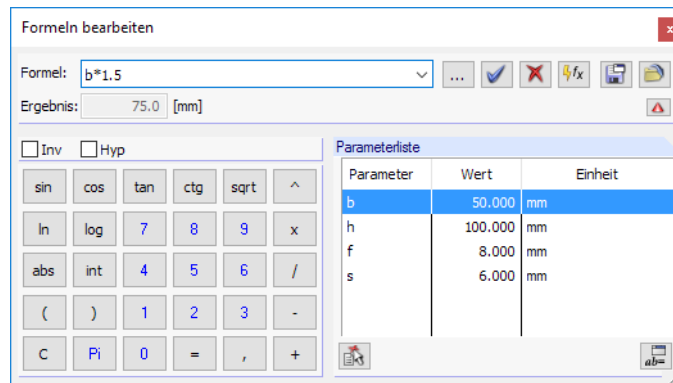 Formeln bearbeiten
x
Formel: b*1.5 ... fx
Ergebnis: 75.0 [mm]
Inv Hyp
sin cos tan ctg sqrt ^
ln log 7 8 9 x
abs int 4 5 6 /
( ) 1 2 3 -
C Pi 0 = , +
Parameterliste
Parameter Wert Einheit
b 50.000 mm
h 100.000 mm
f 8.000 mm
s 6.000 mm
ab=